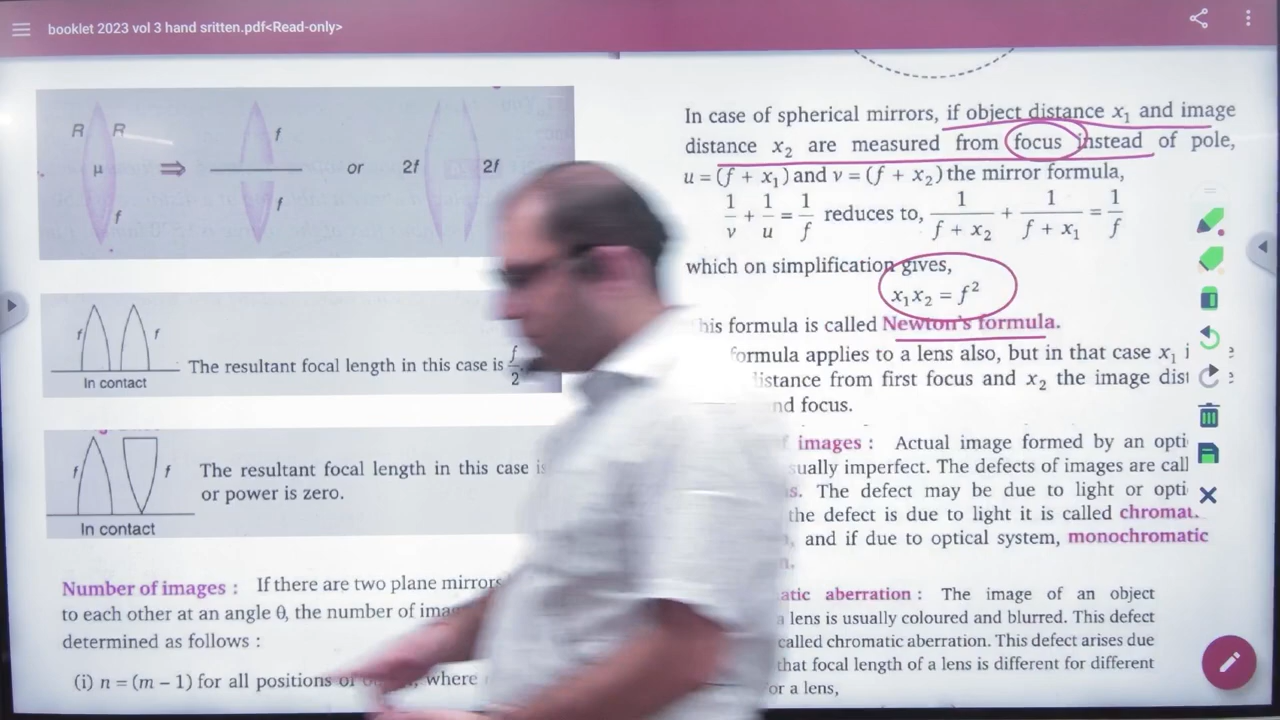 booklet 2023 vol 3 hand sritten.pdf<Read-only>
R R
μ
f
⇒
f
f
or
2f 2f
f f
In contact
The resultant focal length in this case is f/2
f f
In contact
The resultant focal length in this case
or power is zero.
Number of images : If there are two plane mirrors
to each other at an angle θ, the number of
determined as follows :
(i) n = (m − 1) for all positions of where
In case of spherical mirrors, if object distance x₁ and image
distance x₂ are measured from focus instead of pole,
u = (f + x₁) and v = (f + x₂) the mirror formula,
1/v + 1/u = 1/f reduces to, 1/(f + x₂) + 1/(f + x₁) = 1/f
which on simplification gives,
x₁x₂ = f²
his formula is called Newton's formula.
formula applies to a lens also, but in that case x₁
distance from first focus and x₂ the image
nd focus.
images : Actual image formed by an opti
sually imperfect. The defects of images are call
The defect may be due to light or opti
the defect is due to light it is called chromat
and if due to optical system, monochromatic
atic aberration : The image of an object
a lens is usually coloured and blurred. This defect
called chromatic aberration. This defect arises due
that focal length of a lens is different for different
or a lens,